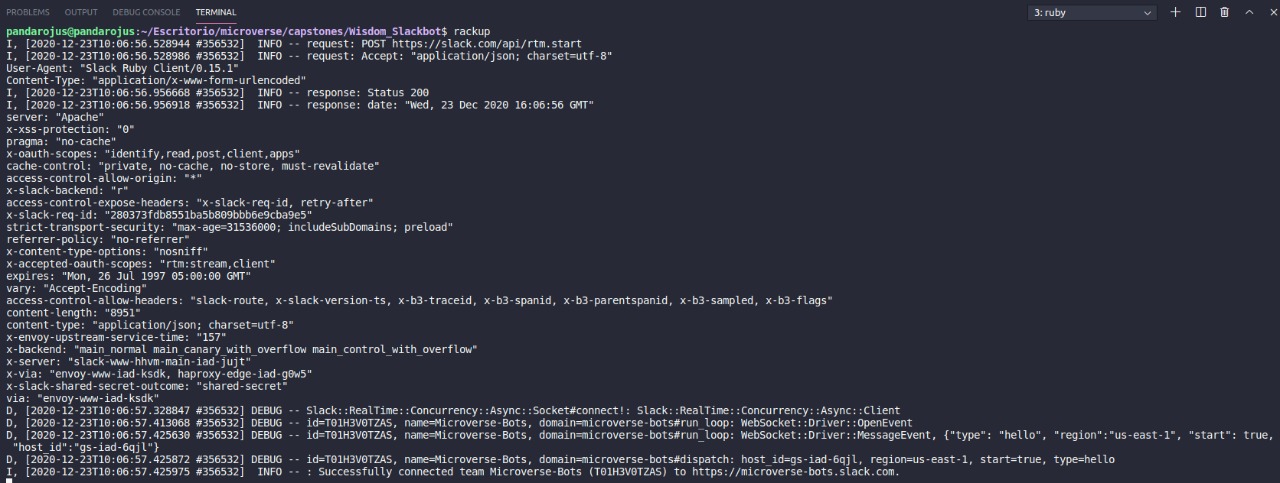 PROBLEMS OUTPUT DEBUG CONSOLE TERMINAL 3: ruby
pandarojus@pandarojus:~/Escritorio/microverse/capstones/Wisdom_Slackbot$ rackup
I, [2020-12-23T10:06:56.528944 #356532]  INFO -- request: POST https://slack.com/api/rtm.start
I, [2020-12-23T10:06:56.528986 #356532]  INFO -- request: Accept: "application/json; charset=utf-8"
User-Agent: "Slack Ruby Client/0.15.1"
Content-Type: "application/x-www-form-urlencoded"
I, [2020-12-23T10:06:56.956668 #356532]  INFO -- response: Status 200
I, [2020-12-23T10:06:56.956918 #356532]  INFO -- response: date: "Wed, 23 Dec 2020 16:06:56 GMT"
server: "Apache"
x-xss-protection: "0"
pragma: "no-cache"
x-oauth-scopes: "identify,read,post,client,apps"
cache-control: "private, no-cache, no-store, must-revalidate"
access-control-allow-origin: "*"
x-slack-backend: "r"
access-control-expose-headers: "x-slack-req-id, retry-after"
x-slack-req-id: "280373fdb8551ba5b809bbb6e9cba9e5"
strict-transport-security: "max-age=31536000; includeSubDomains; preload"
referrer-policy: "no-referrer"
x-content-type-options: "nosniff"
x-accepted-oauth-scopes: "rtm:stream,client"
expires: "Mon, 26 Jul 1997 05:00:00 GMT"
vary: "Accept-Encoding"
access-control-allow-headers: "slack-route, x-slack-version-ts, x-b3-traceid, x-b3-spanid, x-b3-parentspanid, x-b3-sampled, x-b3-flags"
content-length: "8951"
content-type: "application/json; charset=utf-8"
x-envoy-upstream-service-time: "157"
x-backend: "main_normal main_canary_with_overflow main_control_with_overflow"
x-server: "slack-www-hhvm-main-iad-jujt"
x-via: "envoy-www-iad-ksdk, haproxy-edge-iad-g0w5"
x-slack-shared-secret-outcome: "shared-secret"
via: "envoy-www-iad-ksdk"
D, [2020-12-23T10:06:57.328847 #356532] DEBUG -- Slack::RealTime::Concurrency::Async::Socket#connect!: Slack::RealTime::Concurrency::Async::Client
D, [2020-12-23T10:06:57.413068 #356532] DEBUG -- id=T01H3V0TZAS, name=Microverse-Bots, domain=microverse-bots#run_loop: WebSocket::Driver::OpenEvent
D, [2020-12-23T10:06:57.425630 #356532] DEBUG -- id=T01H3V0TZAS, name=Microverse-Bots, domain=microverse-bots#run_loop: WebSocket::Driver::MessageEvent, {"type": "hello", "region":"us-east-1", "start": true,
"host_id":"gs-iad-6qjl"}
D, [2020-12-23T10:06:57.425872 #356532] DEBUG -- id=T01H3V0TZAS, name=Microverse-Bots, domain=microverse-bots#dispatch: host_id=gs-iad-6qjl, region=us-east-1, start=true, type=hello
I, [2020-12-23T10:06:57.425975 #356532]  INFO -- : Successfully connected team Microverse-Bots (T01H3V0TZAS) to https://microverse-bots.slack.com.